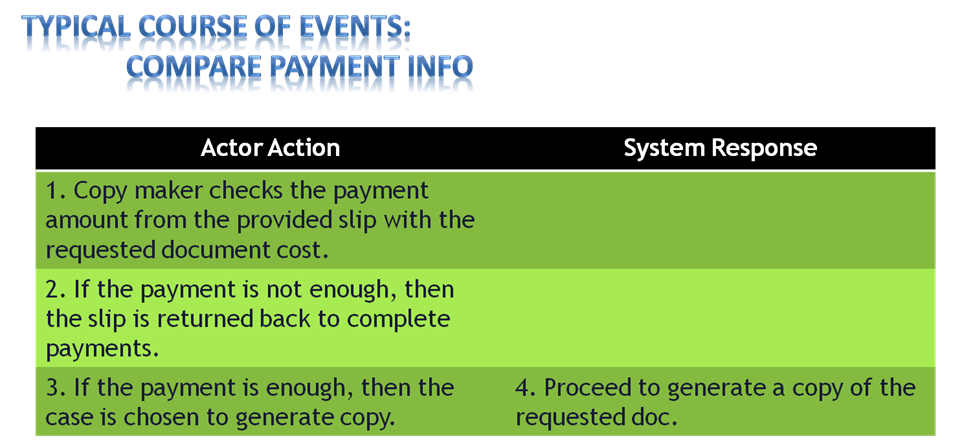 TYPICAL COURSE OF EVENTS:
COMPARE PAYMENT INFO
Actor Action
System Response
1. Copy maker checks the payment
amount from the provided slip with the
requested document cost.
2. If the payment is not enough, then
the slip is returned back to complete
payments.
3. If the payment is enough, then the
case is chosen to generate copy.
4. Proceed to generate a copy of the
requested doc.